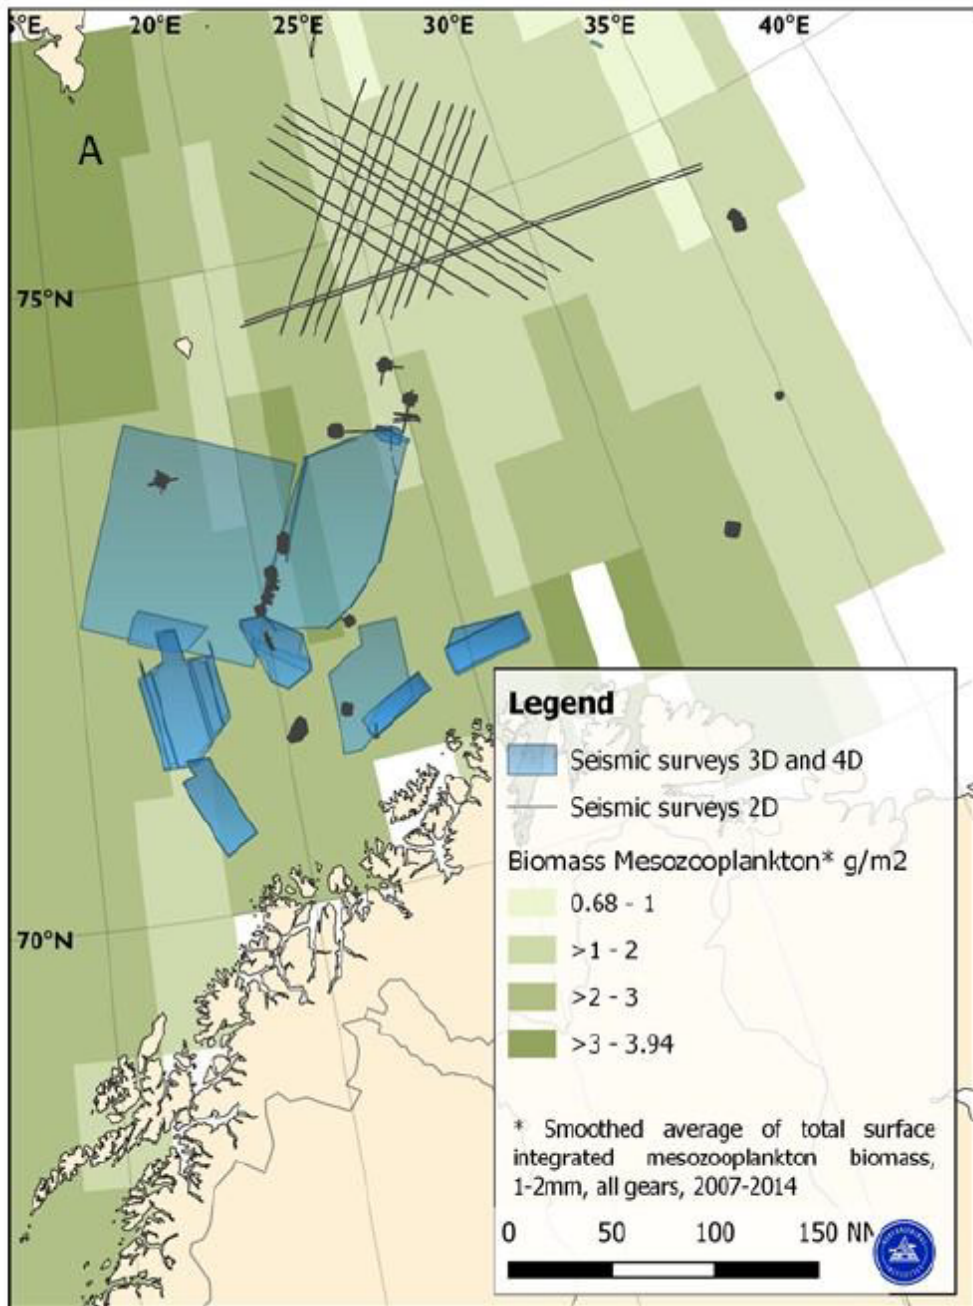 °E 20°E 25°E 30°E 35°E 40°E
A
75°N
70°N
Legend
Seismic surveys 3D and 4D
Seismic surveys 2D
Biomass Mesozooplankton* g/m2
0.68 - 1
>1 - 2
>2 - 3
>3 - 3.94
* Smoothed average of total surface
integrated mesozooplankton biomass,
1-2mm, all gears, 2007-2014
0 50 100 150 NM